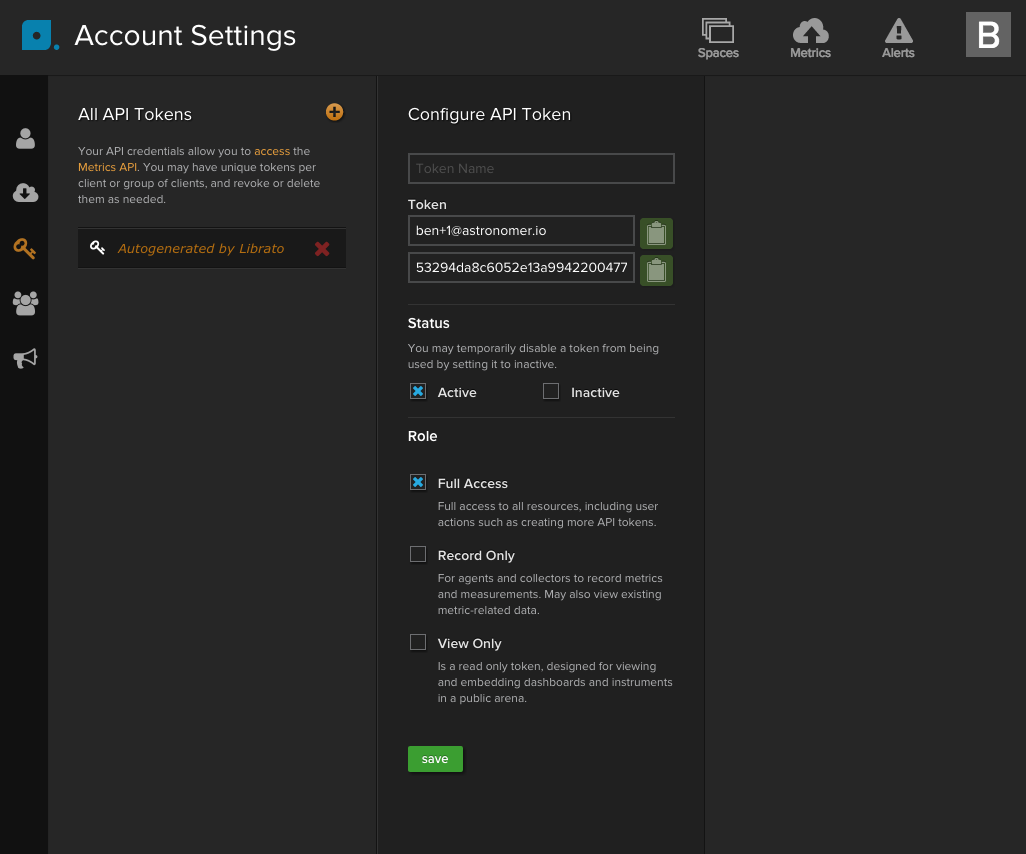 Account Settings
Spaces
Metrics
Alerts
B
All API Tokens
Your API credentials allow you to access the
Metrics API. You may have unique tokens per
client or group of clients, and revoke or delete
them as needed.
Autogenerated by Librato
Configure API Token
Token Name
Token
ben+1@astronomer.io
53294da8c6052e13a9942200477
Status
You may temporarily disable a token from being
used by setting it to inactive.
Active
Inactive
Role
Full Access
Full access to all resources, including user
actions such as creating more API tokens.
Record Only
For agents and collectors to record metrics
and measurements. May also view existing
metric-related data.
View Only
Is a read only token, designed for viewing
and embedding dashboards and instruments
in a public arena.
save